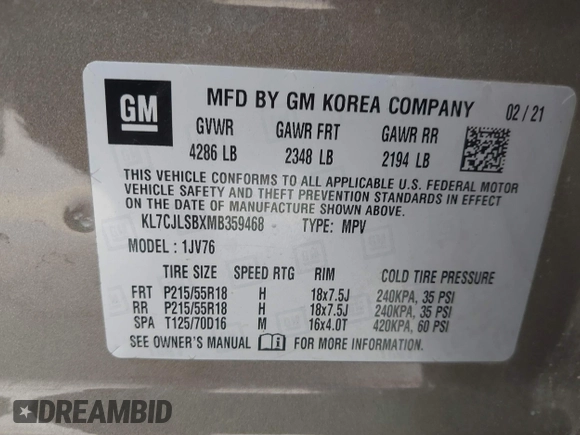 GM
MFD BY GM KOREA COMPANY 02 / 21
GVWR GAWR FRT GAWR RR
4286 LB 2348 LB 2194 LB
THIS VEHICLE CONFORMS TO ALL APPLICABLE U.S. FEDERAL MOTOR
VEHICLE SAFETY AND THEFT PREVENTION STANDARDS IN EFFECT
ON THE DATE OF MANUFACTURE SHOWN ABOVE.
KL7CJLSBXMB359468 TYPE: MPV
MODEL : 1JV76
TIRE SIZE SPEED RTG RIM COLD TIRE PRESSURE
FRT P215/55R18 H 18x7.5J 240KPA, 35 PSI
RR P215/55R18 H 18x7.5J 240KPA, 35 PSI
SPA T125/70D16 M 16x4.0T 420KPA, 60 PSI
SEE OWNER'S MANUAL FOR MORE INFORMATION.
DREAMBID